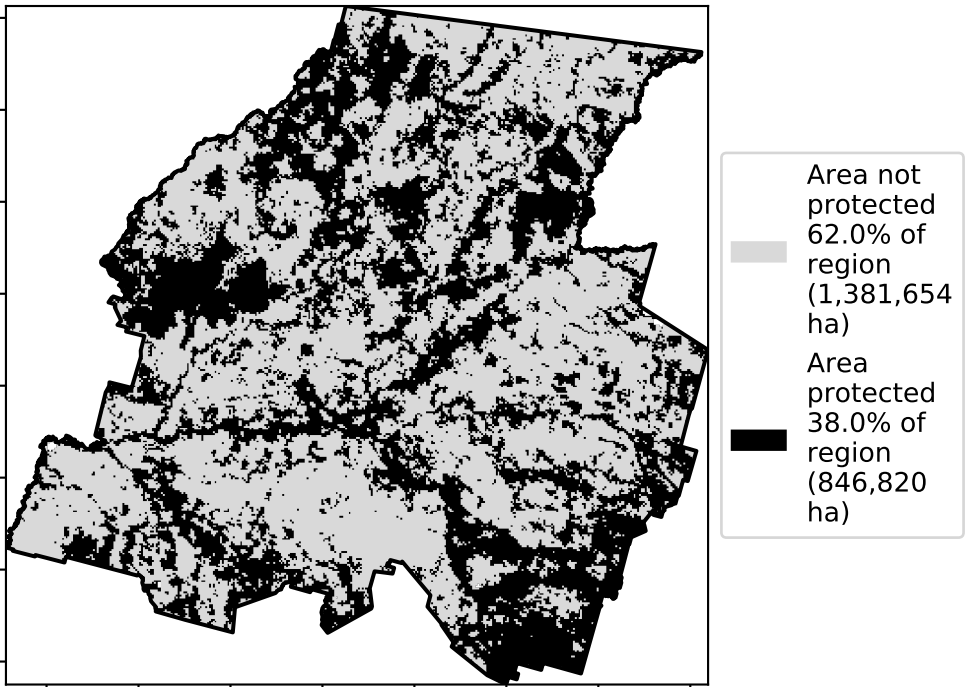 Area not
protected
62.0% of
region
(1,381,654
ha)
Area
protected
38.0% of
region
(846,820
ha)